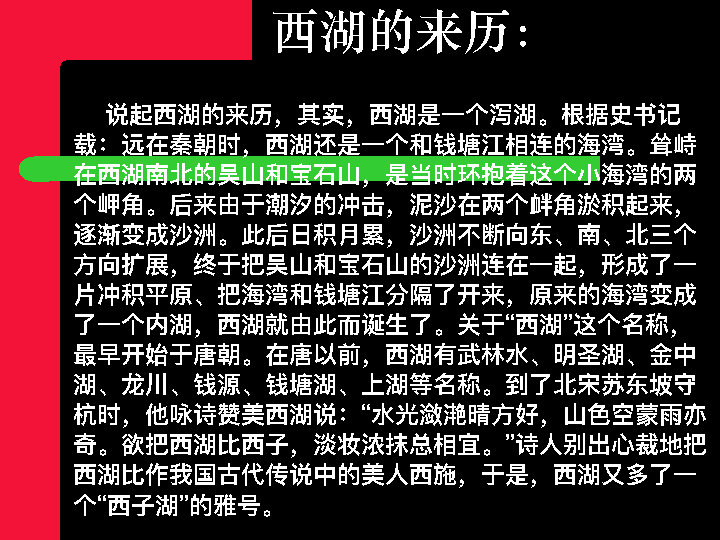 西湖的来历：
说起西湖的来历，其实，西湖是一个泻湖。根据史书记
载：远在秦朝时，西湖还是一个和钱塘江相连的海湾。耸峙
在西湖南北的吴山和宝石山，是当时环抱着这个小海湾的两
个岬角。后来由于潮汐的冲击，泥沙在两个衅角淤积起来，
逐渐变成沙洲。此后日积月累，沙洲不断向东、南、北三个
方向扩展，终于把吴山和宝石山的沙洲连在一起，形成了一
片冲积平原、把海湾和钱塘江分隔了开来，原来的海湾变成
了一个内湖，西湖就由此而诞生了。关于“西湖”这个名称，
最早开始于唐朝。在唐以前，西湖有武林水、明圣湖、金中
湖、龙川、钱源、钱塘湖、上湖等名称。到了北宋苏东坡守
杭时，他咏诗赞美西湖说：“水光潋滟晴方好，山色空蒙雨亦
奇。欲把西湖比西子，淡妆浓抹总相宜。”诗人别出心裁地把
西湖比作我国古代传说中的美人西施，于是，西湖又多了一
个“西子湖”的雅号。